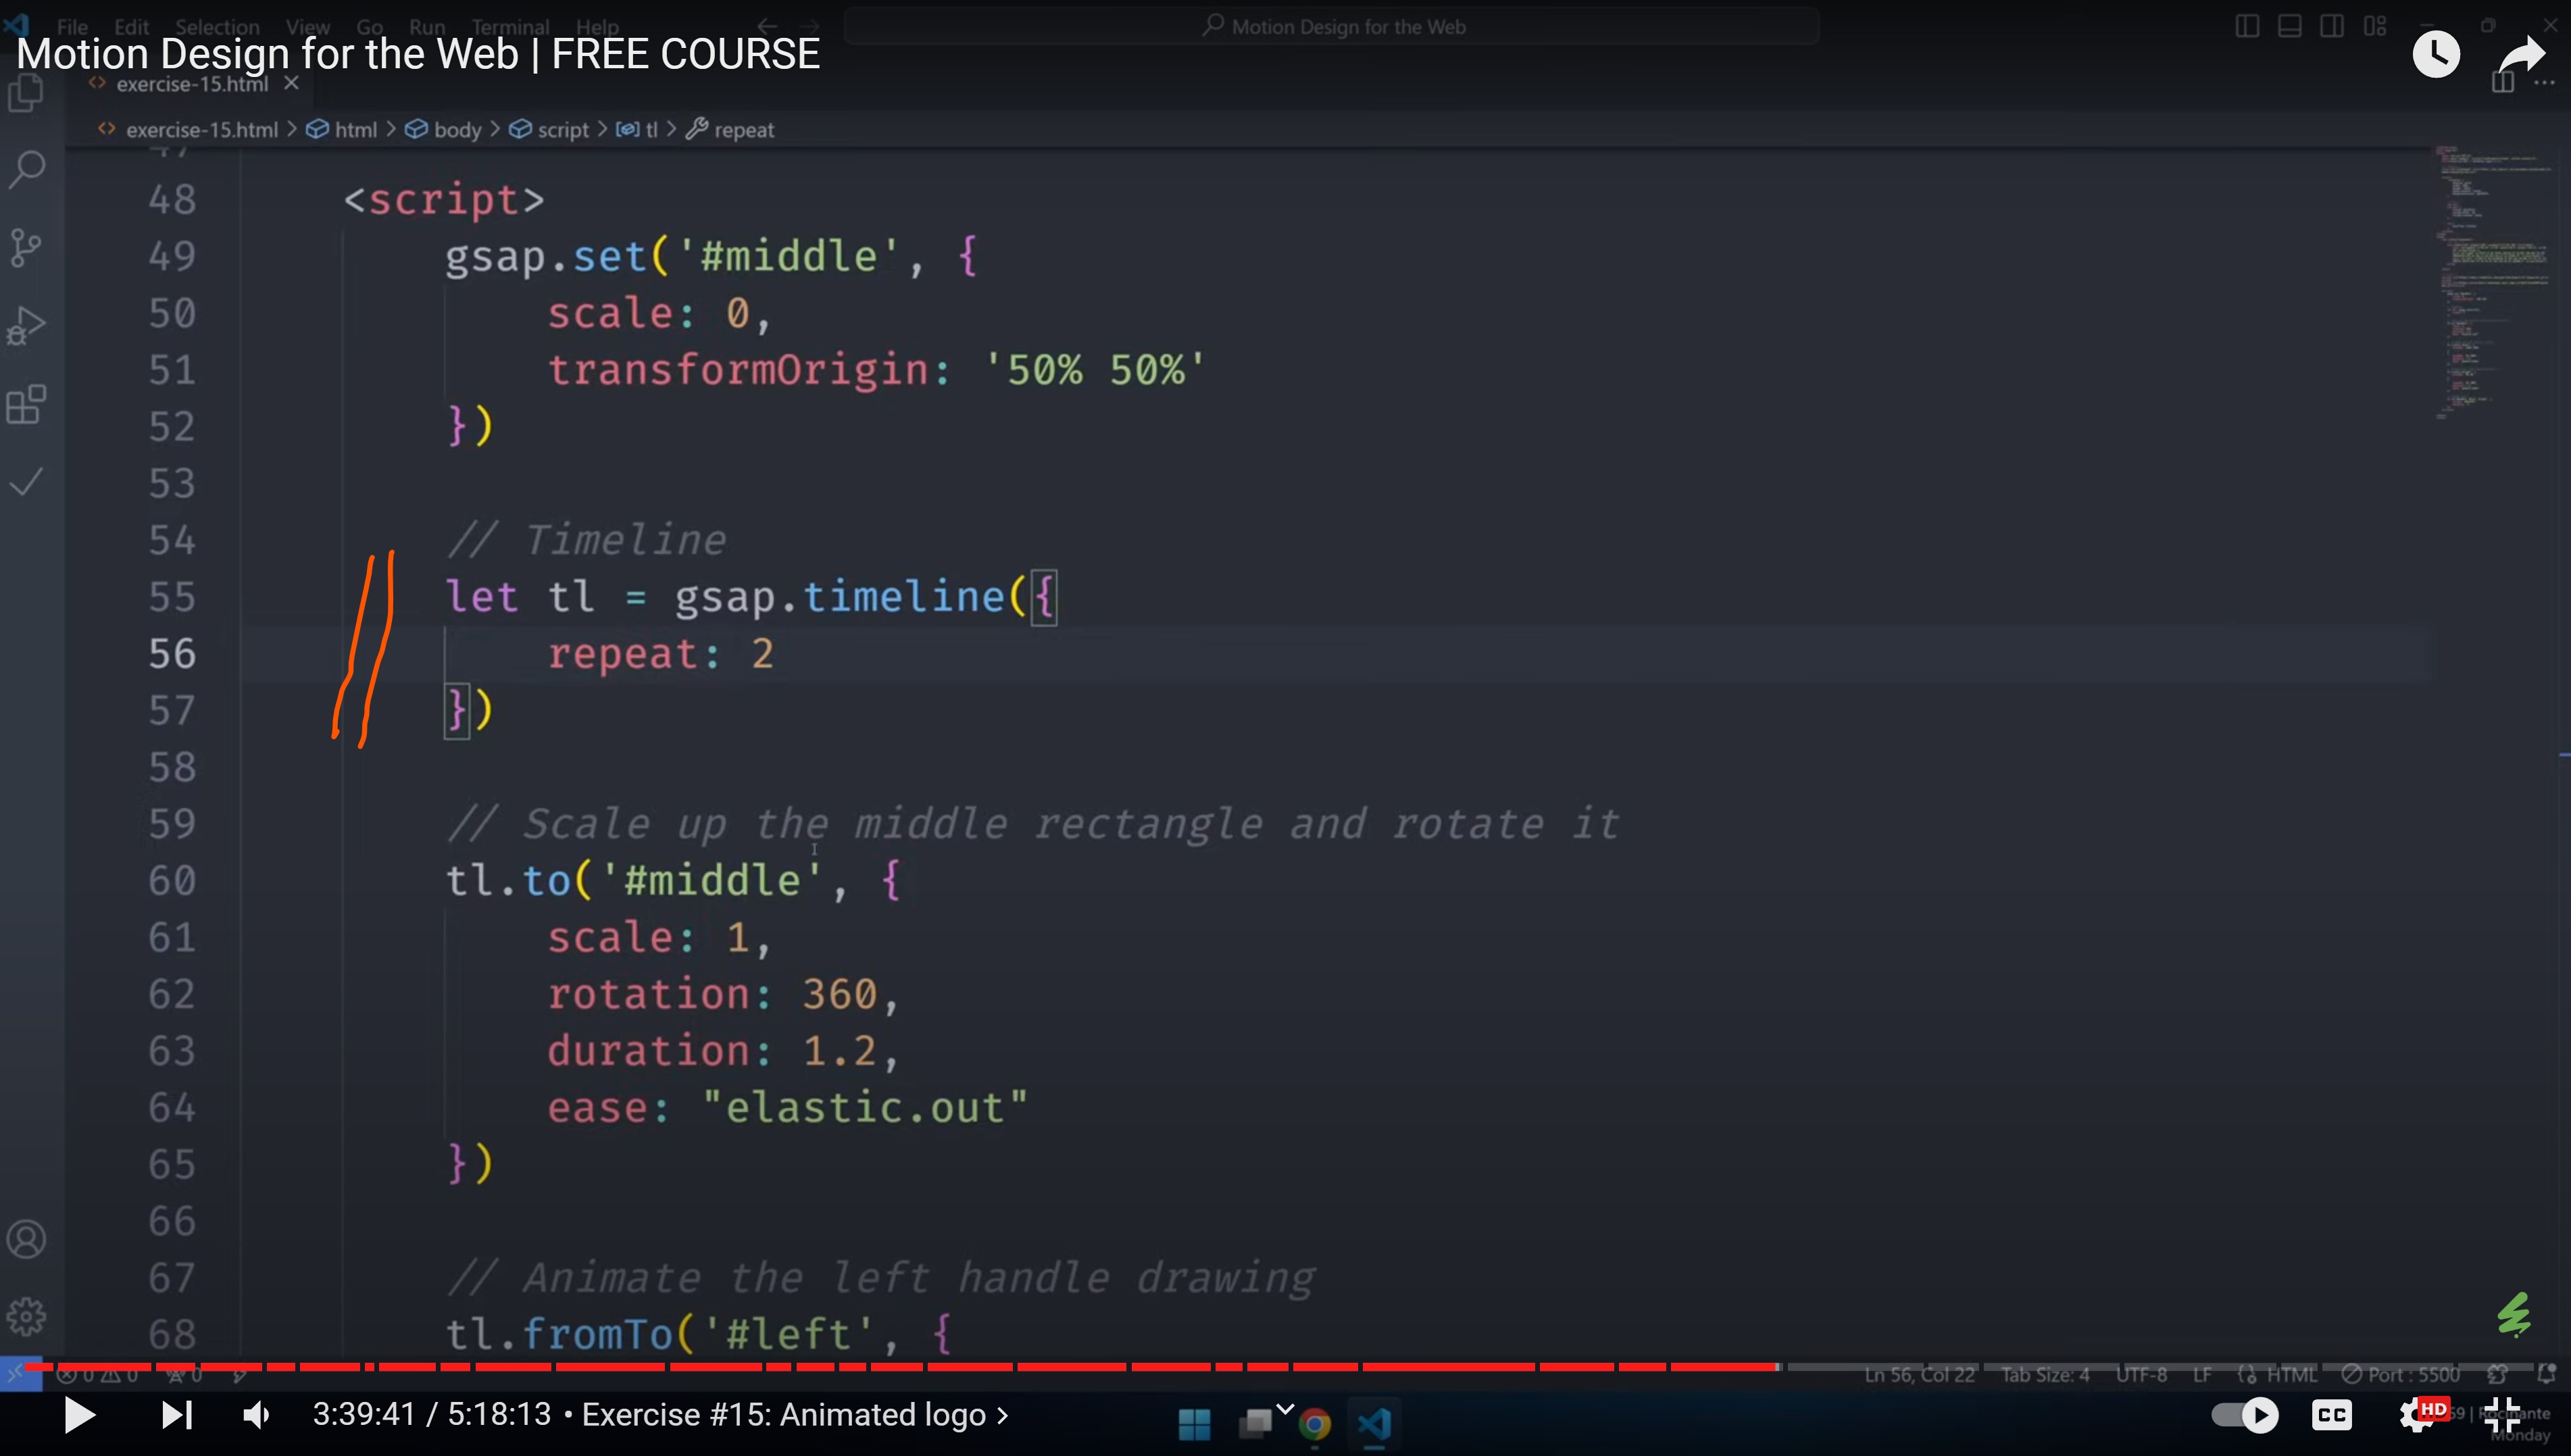 File Edit Selection View Go Run Terminal Help
Motion Design for the Web
Motion Design for the Web | FREE COURSE
exercise-15.html
exercise-15.html > html > body > script > tl > repeat
48 <script>
49 gsap.set('#middle', {
50 scale: 0,
51 transformOrigin: '50% 50%'
52 })
53
54 // Timeline
55 let tl = gsap.timeline({
56 repeat: 2
57 })
58
59 // Scale up the middle rectangle and rotate it
60 tl.to('#middle', {
61 scale: 1,
62 rotation: 360,
63 duration: 1.2,
64 ease: "elastic.out"
65 })
66
67 // Animate the left handle drawing
68 tl.fromTo('#left', {
0 0 0 Ln 56, Col 22 Tab Size: 4 UTF-8 LF HTML Port : 5500
3:39:41 / 5:18:13 • Exercise #15: Animated logo >
CC HD
Monday